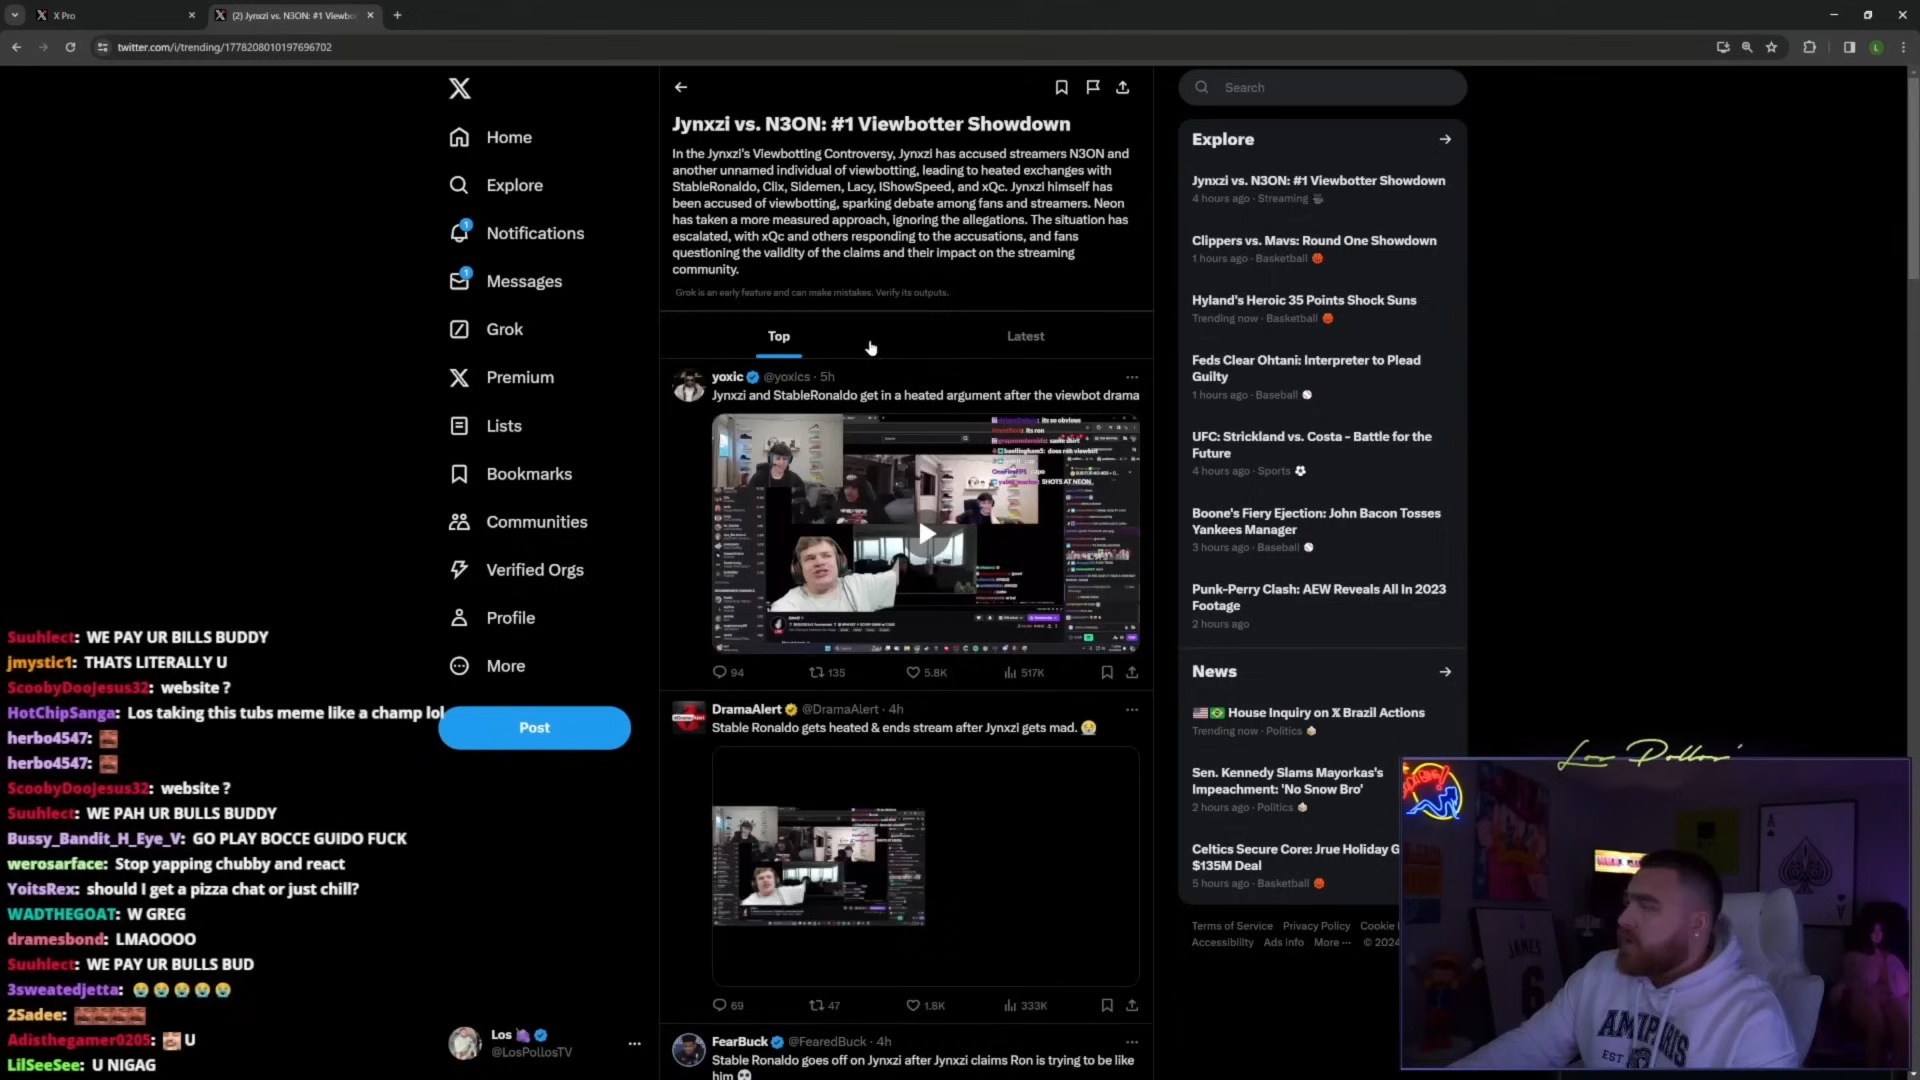 X Pro
(2) Jynxzi vs. N3ON: #1 Viewbo
twitter.com/i/trending/1778208010197696702
L
Home
Explore
1
Notifications
1
Messages
Grok
Premium
Lists
Bookmarks
Communities
Verified Orgs
Profile
More
Post
Los
@LosPollosTV
Suuhlect: WE PAY UR BILLS BUDDY
jmystic1: THATS LITERALLY U
ScoobyDooJesus32: website ?
HotChipSanga: Los taking this tubs meme like a champ lol
herbo4547:
herbo4547:
ScoobyDooJesus32: website ?
Suuhlect: WE PAH UR BULLS BUDDY
Bussy_Bandit_H_Eye_V: GO PLAY BOCCE GUIDO FUCK
werosarface: Stop yapping chubby and react
YoitsRex: should I get a pizza chat or just chill?
WADTHEGOAT: W GREG
dramesbond: LMAOOOO
Suuhlect: WE PAY UR BULLS BUD
3sweatedjetta: 😭😭😭😭😭
2Sadee:
Adisthegamer0205: U
LilSeeSee: U NIGAG
Jynxzi vs. N3ON: #1 Viewbotter Showdown
In the Jynxzi's Viewbotting Controversy, Jynxzi has accused streamers N3ON and
another unnamed individual of viewbotting, leading to heated exchanges with
StableRonaldo, Clix, Sidemen, Lacy, IShowSpeed, and xQc. Jynxzi himself has
been accused of viewbotting, sparking debate among fans and streamers. Neon
has taken a more measured approach, ignoring the allegations. The situation has
escalated, with xQc and others responding to the accusations, and fans
questioning the validity of the claims and their impact on the streaming
community.
Grok is an early feature and can make mistakes. Verify its outputs.
Top
Latest
yoxic @yoxics · 5h
Jynxzi and StableRonaldo get in a heated argument after the viewbot drama
its so obvious
its ron
SHOTS AT NEON
94
135
5.8K
517K
DramaAlert @DramaAlert · 4h
Stable Ronaldo gets heated & ends stream after Jynxzi gets mad. 😭
69
47
1.8K
333K
FearBuck @FearedBuck · 4h
Stable Ronaldo goes off on Jynxzi after Jynxzi claims Ron is trying to be like
him 💀
Search
Explore
Jynxzi vs. N3ON: #1 Viewbotter Showdown
4 hours ago · Streaming
Clippers vs. Mavs: Round One Showdown
1 hours ago · Basketball 🏀
Hyland's Heroic 35 Points Shock Suns
Trending now · Basketball 🏀
Feds Clear Ohtani: Interpreter to Plead
Guilty
1 hours ago · Baseball ⚾
UFC: Strickland vs. Costa - Battle for the
Future
4 hours ago · Sports ⚽
Boone's Fiery Ejection: John Bacon Tosses
Yankees Manager
3 hours ago · Baseball ⚾
Punk-Perry Clash: AEW Reveals All In 2023
Footage
2 hours ago
News
🇺🇸🇧🇷 House Inquiry on 𝕏 Brazil Actions
Trending now · Politics 🗳
Sen. Kennedy Slams Mayorkas's
Impeachment: 'No Snow Bro'
2 hours ago · Politics 🗳
Celtics Secure Core: Jrue Holiday G
$135M Deal
5 hours ago · Basketball 🏀
Terms of Service Privacy Policy Cookie
Accessibility Ads info More ··· © 2024
Los Pollos
A
JAMES
6
AMI PARIS
EST.